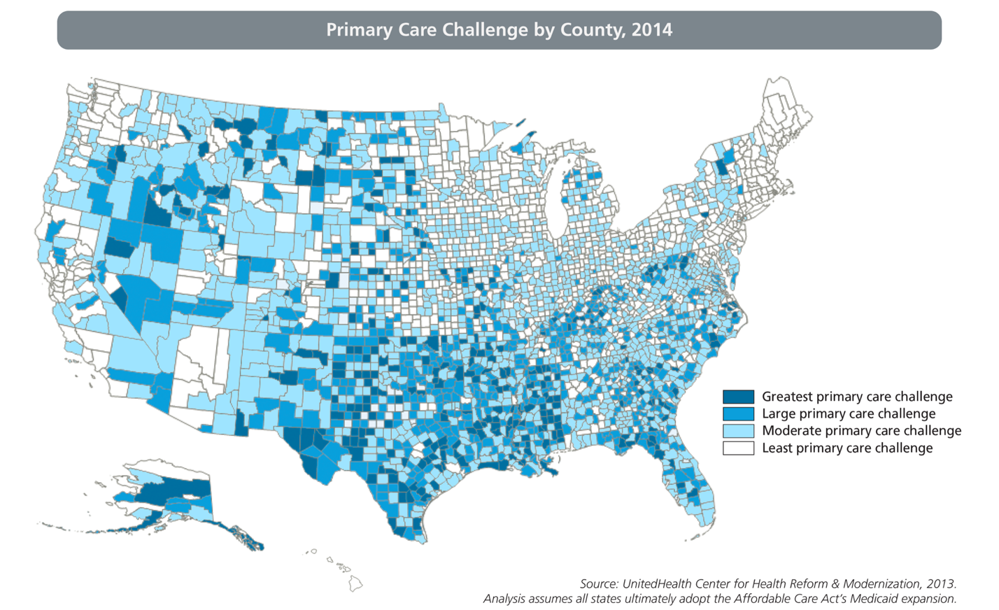 Primary Care Challenge by County, 2014
Greatest primary care challenge
Large primary care challenge
Moderate primary care challenge
Least primary care challenge
Source: UnitedHealth Center for Health Reform & Modernization, 2013.
Analysis assumes all states ultimately adopt the Affordable Care Act’s Medicaid expansion.